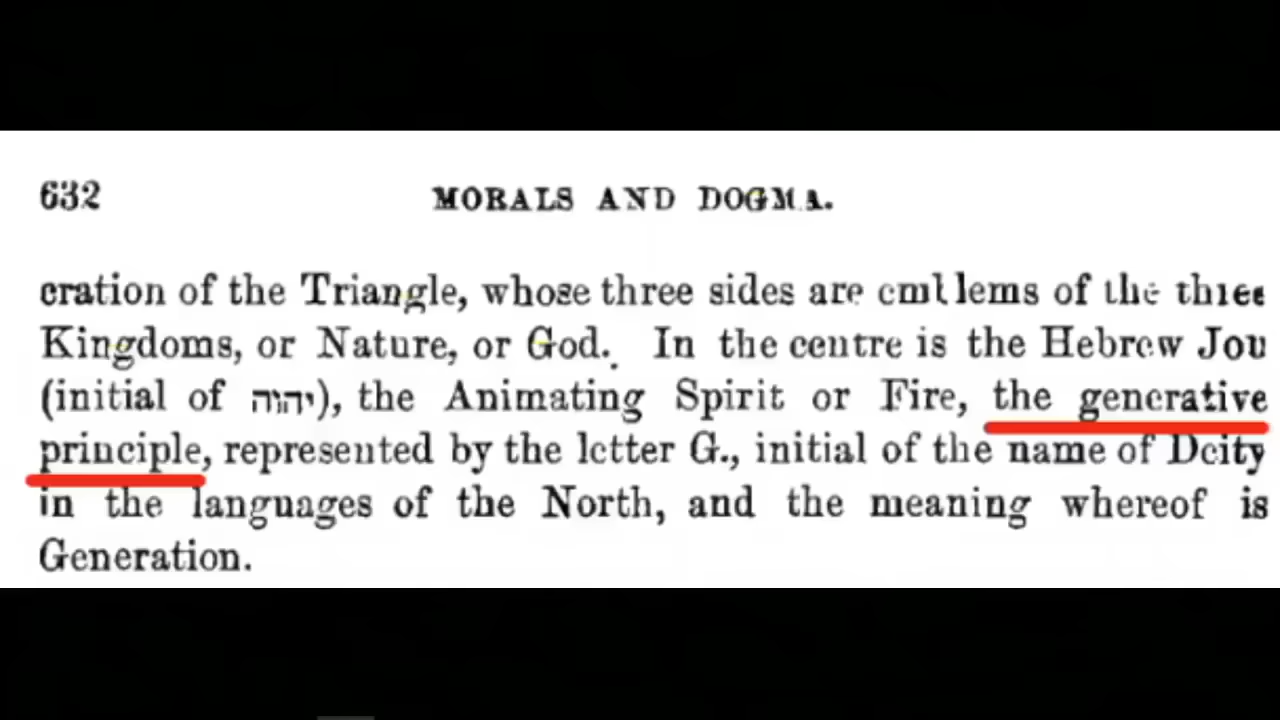 632 MORALS AND DOGMA.
eration of the Triangle, whose three sides are emblems of the three
Kingdoms, or Nature, or God. In the centre is the Hebrew Jod
(initial of יהוה), the Animating Spirit or Fire, the generative
principle, represented by the letter G., initial of the name of Deity
in the languages of the North, and the meaning whereof is
Generation.